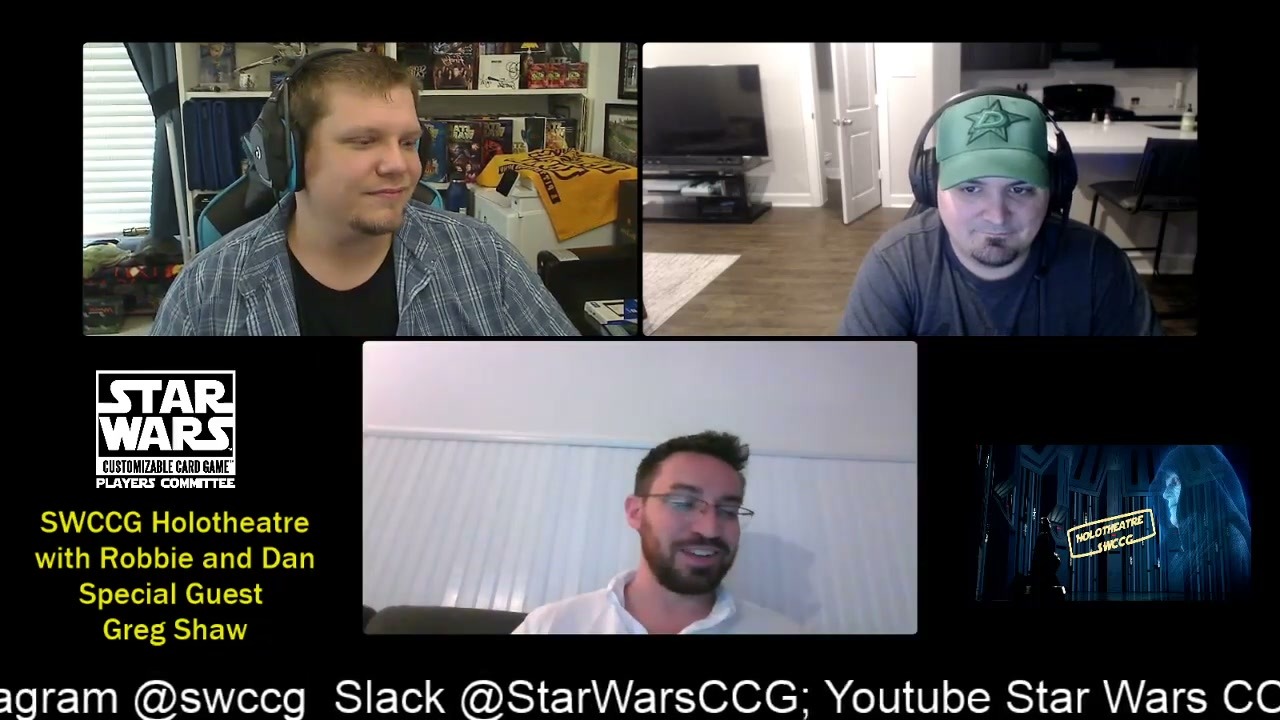 STAR
WARS
CUSTOMIZABLE CARD GAME
PLAYERS COMMITTEE
SWCCG Holotheatre
with Robbie and Dan
Special Guest
Greg Shaw
HOLOTHEATRE
SWCCG
agram @swccg Slack @StarWarsCCG; Youtube Star Wars CC